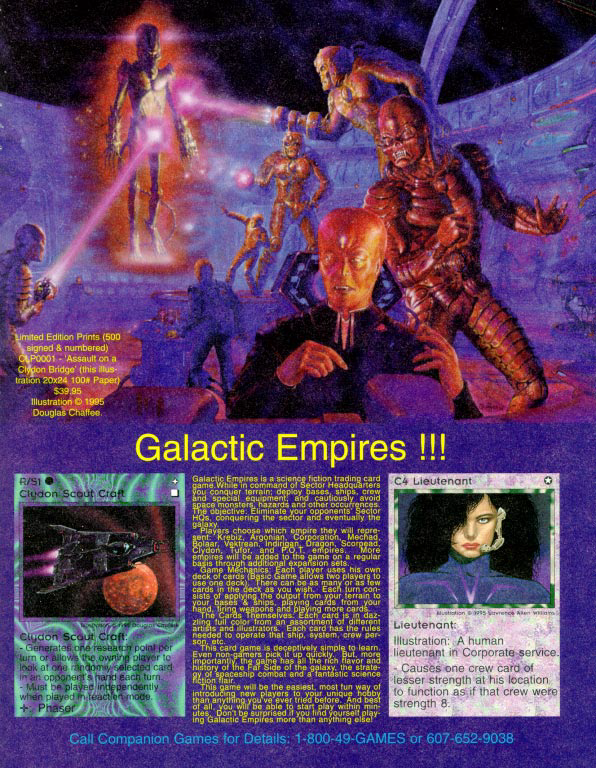 Limited Edition Prints (500
signed & numbered)
CLP0001 - 'Assault on a
Clydon Bridge' (this illus-
tration 20x24 100# Paper)
$39.95
Illustration © 1995
Douglas Chaffee.
Galactic Empires !!!
R/S1
Clydon Scout Craft
Clydon Scout Craft:
- Generates one research point per
turn or allows the owning player to
look at one randomly selected card
in an opponent's hand each turn.
- Must be played independently
when played in reaction mode.
Phaser
Galactic Empires is a science fiction trading card
game.While in command of Sector Headquarters
you conquer terrain; deploy bases, ships, crew
and special equipment; and cautiously avoid
space monsters, hazards and other occurrences.
The objective: Eliminate your opponents' Sector
HQs, conquering the sector and eventually the
galaxy.
Players choose which empire they will repre-
sent: Krebiz, Argonian, Corporation, Mechad,
Bolaar, Vektrean, Indirigan, Dragon, Scorpead,
Clydon, Tufor, and P.O.T. empires. More
empires will be added to the game on a regular
basis through additional expansion sets.
Game Mechanics: Each player uses his own
deck of cards (Basic Game allows two players to
use one deck). There can be as many or as few
cards in the deck as you wish. Each turn con-
sists of applying the output from your terrain to
your bases & ships, playing cards from your
hand, firing weapons and playing more cards.
The Cards Themselves: Each card is in daz-
zling full color from an assortment of different
artists and illustrators. Each card has the rules
needed to operate that ship, system, crew per-
son, etc.
This card game is deceptively simple to learn.
Even non-gamers pick it up quickly. But, more
importantly, the game has all the rich flavor and
history of the Far Side of the galaxy, the strate-
gy of spaceship combat and a fantastic science
fiction flair.
This game will be the easiest, most fun way of
introducing new players to your unique hobby
than anything you've ever tried before. And best
of all, you will be able to start play within min-
utes. Don't be surprised if you find yourself play-
ing Galactic Empires more than anything else!
C4 Lieutenant
Illustration © 1995 Lawrence Allen Williams
Lieutenant:
Illustration: A human
lieutenant in Corporate service.
- Causes one crew card of
lesser strength at his location
to function as if that crew were
strength 8.
Call Companion Games for Details: 1-800-49-GAMES or 607-652-9038